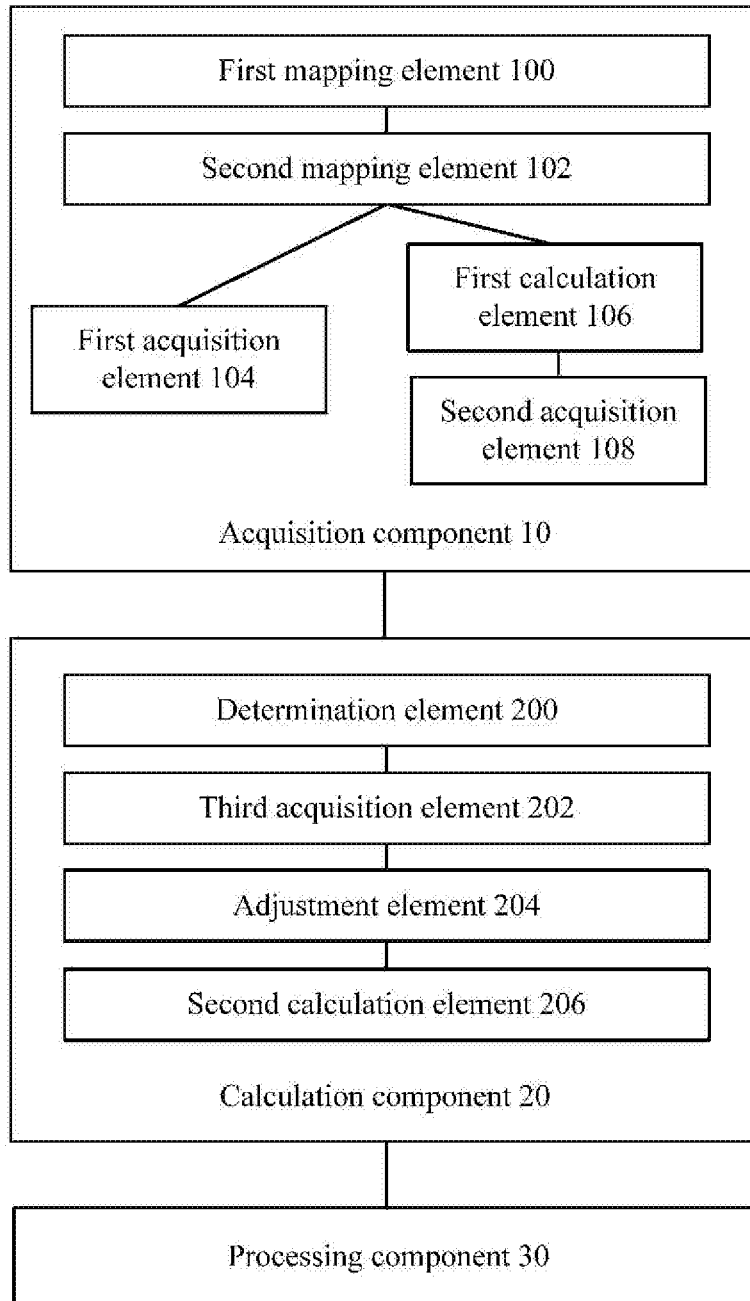 First mapping element 100
Second mapping element 102
First calculation
element 106
First acquisition
element 104
Second acquisition
element 108
Acquisition component 10
Determination element 200
Third acquisition element 202
Adjustment element 204
Second calculation element 206
Calculation component 20
Processing component 30